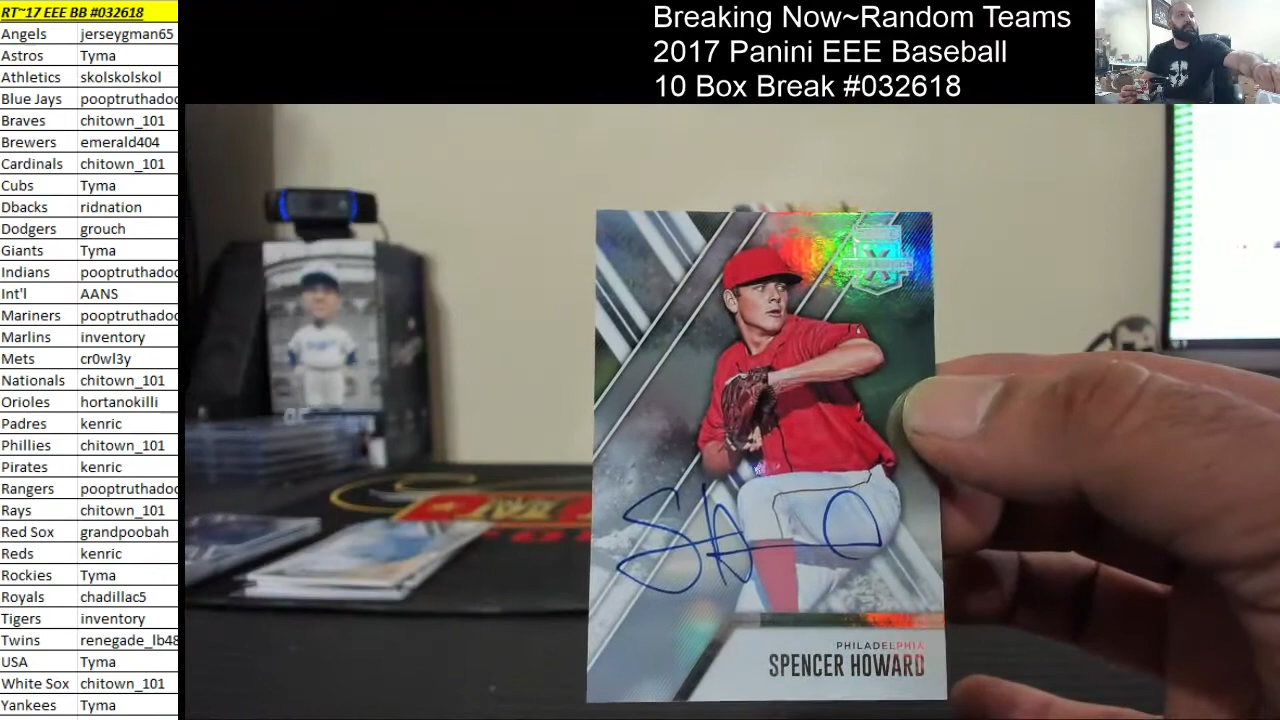 RT~17 EEE BB #032618
Angels jerseygman65
Astros Tyma
Athletics skolskolskol
Blue Jays pooptruthadoc
Braves chitown_101
Brewers emerald404
Cardinals chitown_101
Cubs Tyma
Dbacks ridnation
Dodgers grouch
Giants Tyma
Indians pooptruthadoc
Int'l AANS
Mariners pooptruthadoc
Marlins inventory
Mets cr0wl3y
Nationals chitown_101
Orioles hortanokilli
Padres kenric
Phillies chitown_101
Pirates kenric
Rangers pooptruthadoc
Rays chitown_101
Red Sox grandpoobah
Reds kenric
Rockies Tyma
Royals chadillac5
Tigers inventory
Twins renegade_lb48
USA Tyma
White Sox chitown_101
Yankees Tyma
Breaking Now~Random Teams
2017 Panini EEE Baseball
10 Box Break #032618
PHILADELPHIA
SPENCER HOWARD